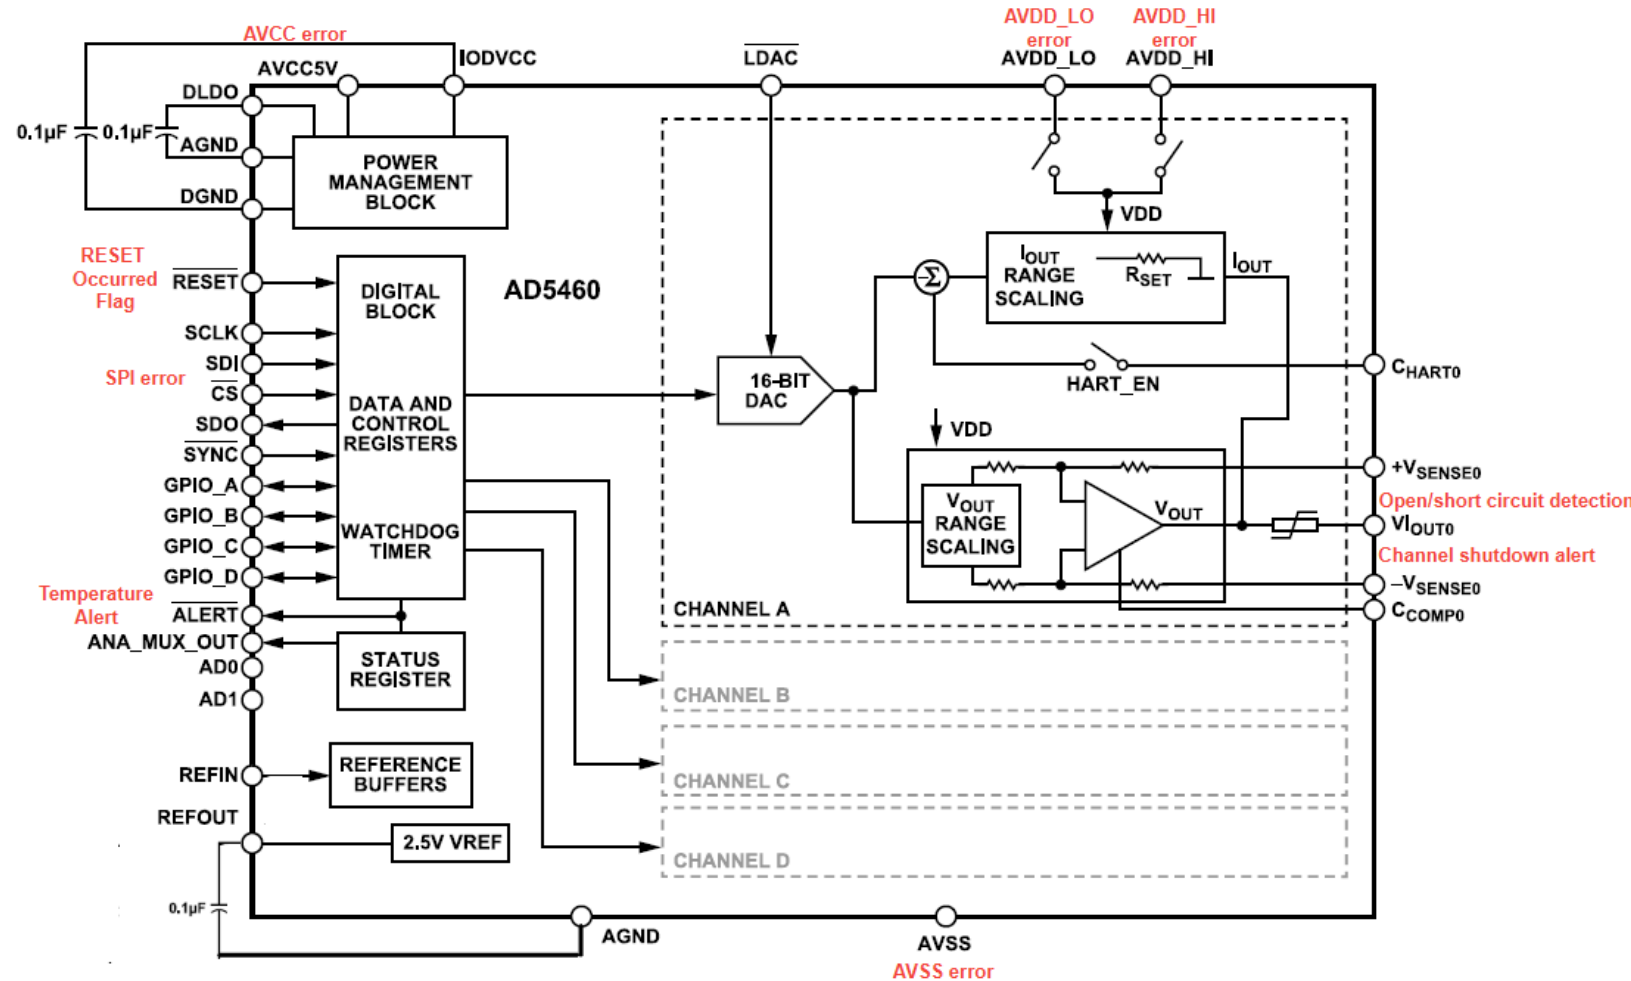 AVCC error
AVDD_LO
error
AVDD_HI
error
AVCC5V
IODVCC
LDAC
AVDD_LO
AVDD_HI
DLDO
0.1µF
0.1µF
AGND
DGND
POWER
MANAGEMENT
BLOCK
VDD
RESET
Occurred
Flag
RESET
SCLK
SDI
SPI error
CS
SDO
SYNC
GPIO_A
GPIO_B
GPIO_C
GPIO_D
Temperature
Alert
ALERT
ANA_MUX_OUT
AD0
AD1
DIGITAL
BLOCK
DATA AND
CONTROL
REGISTERS
WATCHDOG
TIMER
STATUS
REGISTER
AD5460
16-BIT
DAC
-Σ
IOUT
RANGE
SCALING
RSET
IOUT
HART_EN
CHART0
VDD
VOUT
RANGE
SCALING
VOUT
+VSENSE0
Open/short circuit detection
VIOUT0
Channel shutdown alert
–VSENSE0
CCOMP0
CHANNEL A
CHANNEL B
CHANNEL C
CHANNEL D
REFIN
REFERENCE
BUFFERS
REFOUT
2.5V VREF
0.1µF
AGND
AVSS
AVSS error